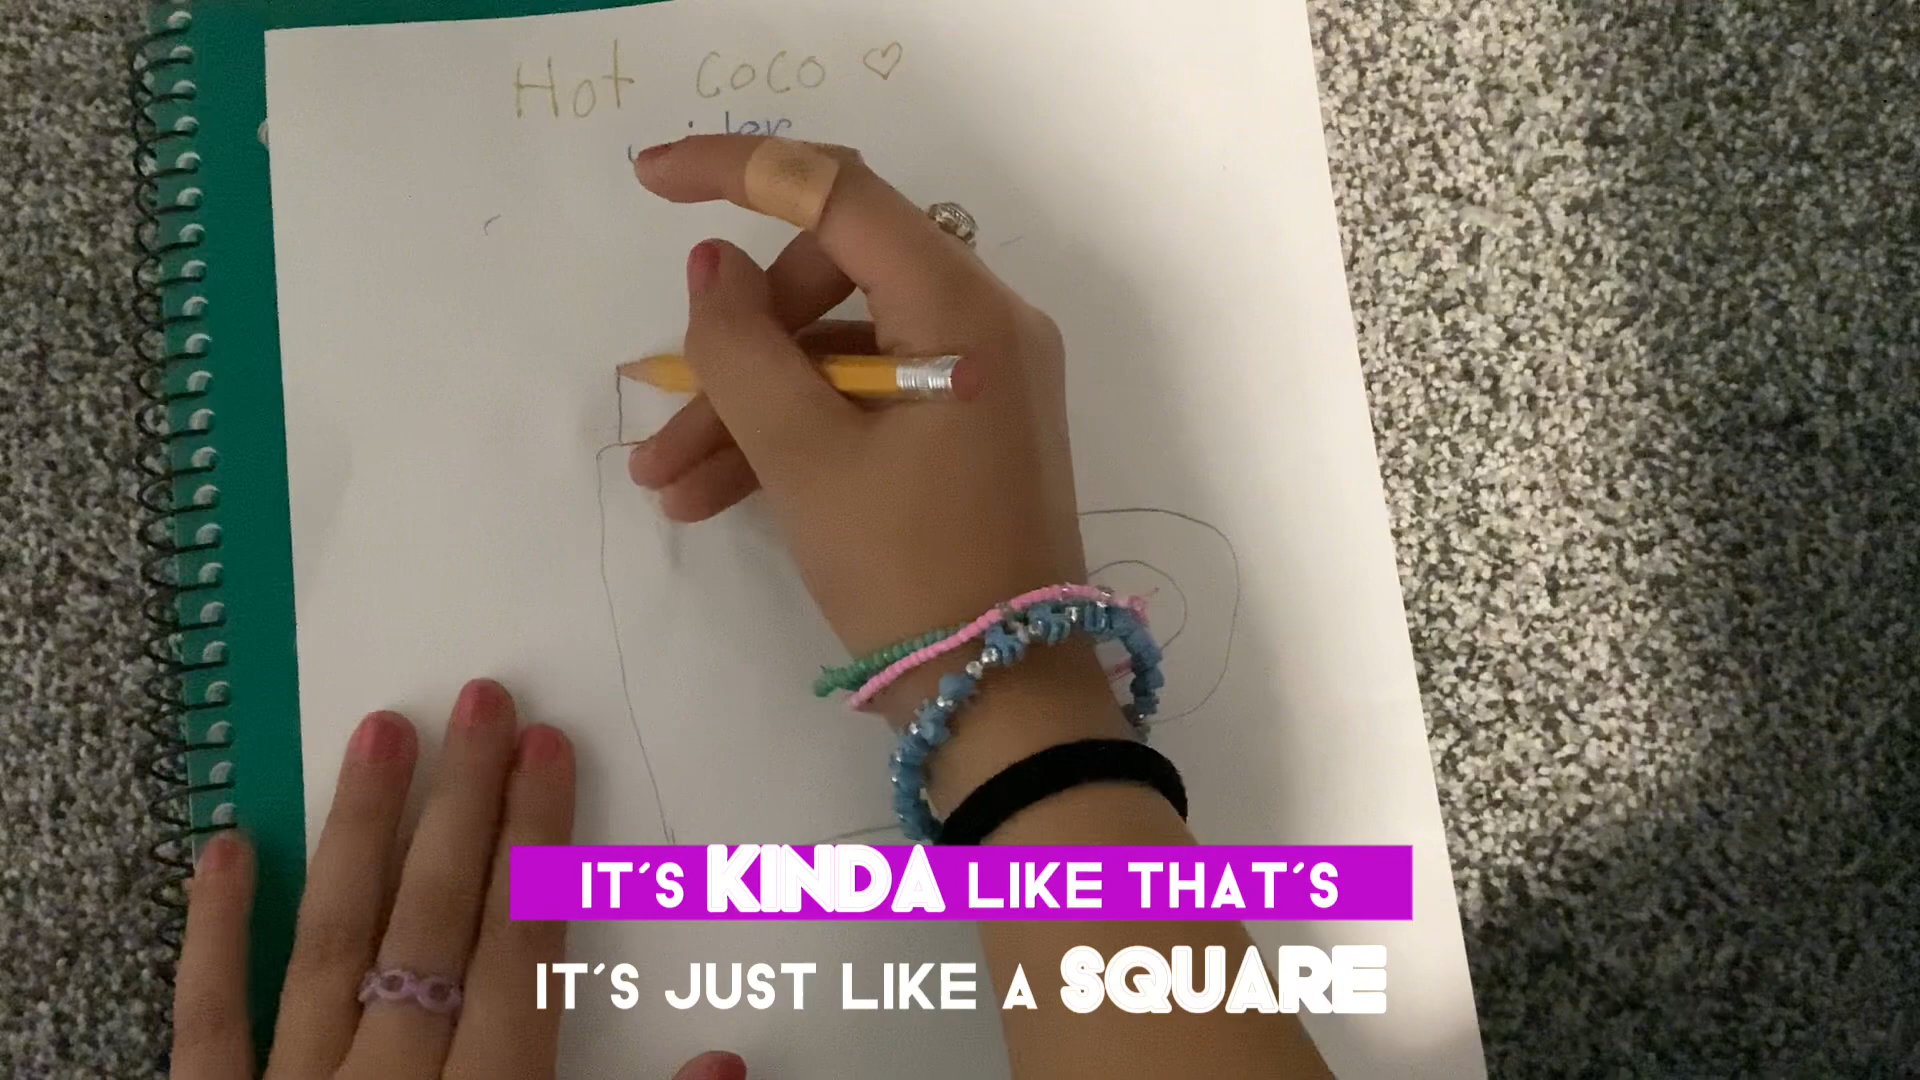 Hot Coco ♡
IT'S KINDA LIKE THAT'S
IT'S JUST LIKE A SQUARE